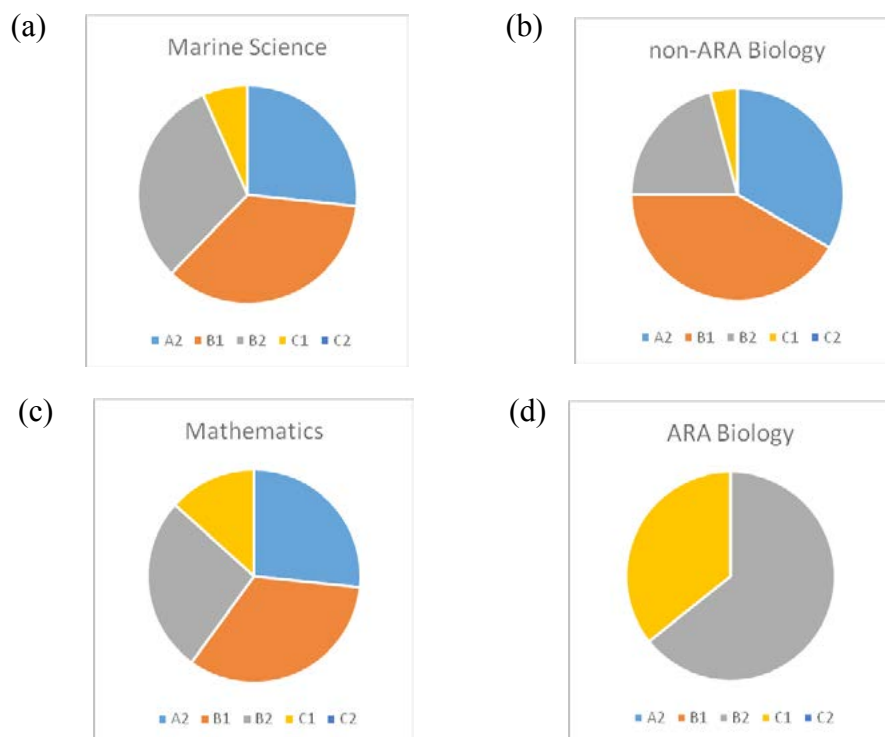 (a)
Marine Science
A2 B1 B2 C1 C2
(b)
non-ARA Biology
A2 B1 B2 C1 C2
(c)
Mathematics
A2 B1 B2 C1 C2
(d)
ARA Biology
A2 B1 B2 C1 C2